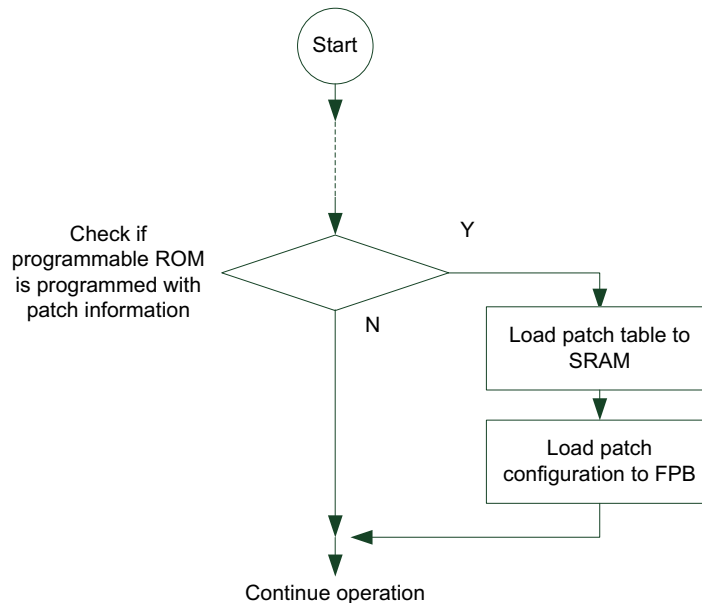 Start
Y
Check if
programmable ROM
is programmed with
patch information
N
Load patch table to
SRAM
Load patch
configuration to FPB
Continue operation